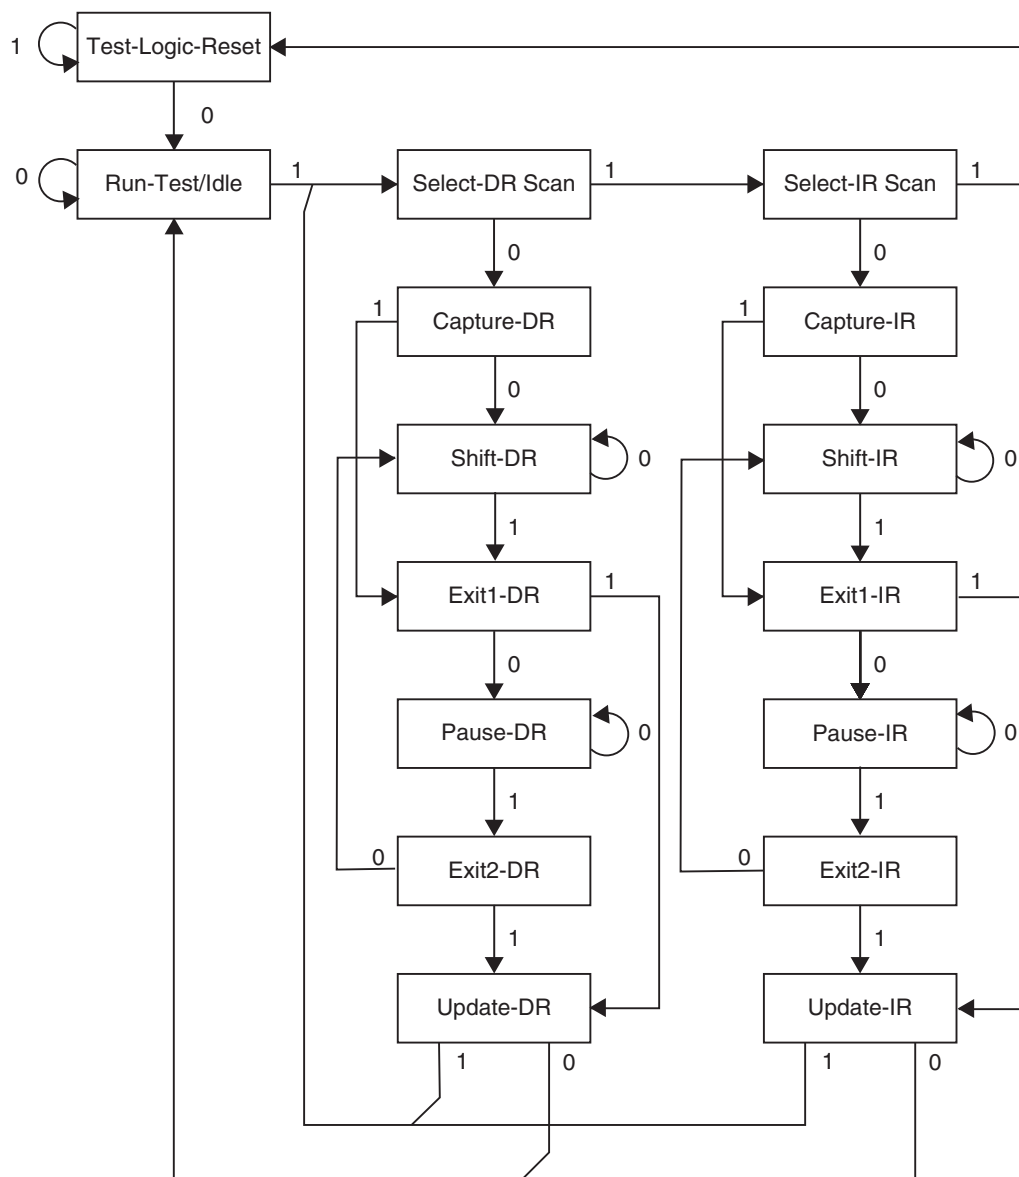 1 Test-Logic-Reset
0
0 Run-Test/Idle 1 Select-DR Scan 1 Select-IR Scan 1
0 0
1 Capture-DR 1 Capture-IR
0 0
Shift-DR 0 Shift-IR 0
1 1
Exit1-DR 1 Exit1-IR 1
0 0
Pause-DR 0 Pause-IR 0
1 1
0 Exit2-DR 0 Exit2-IR
1 1
Update-DR Update-IR
1 0 1 0